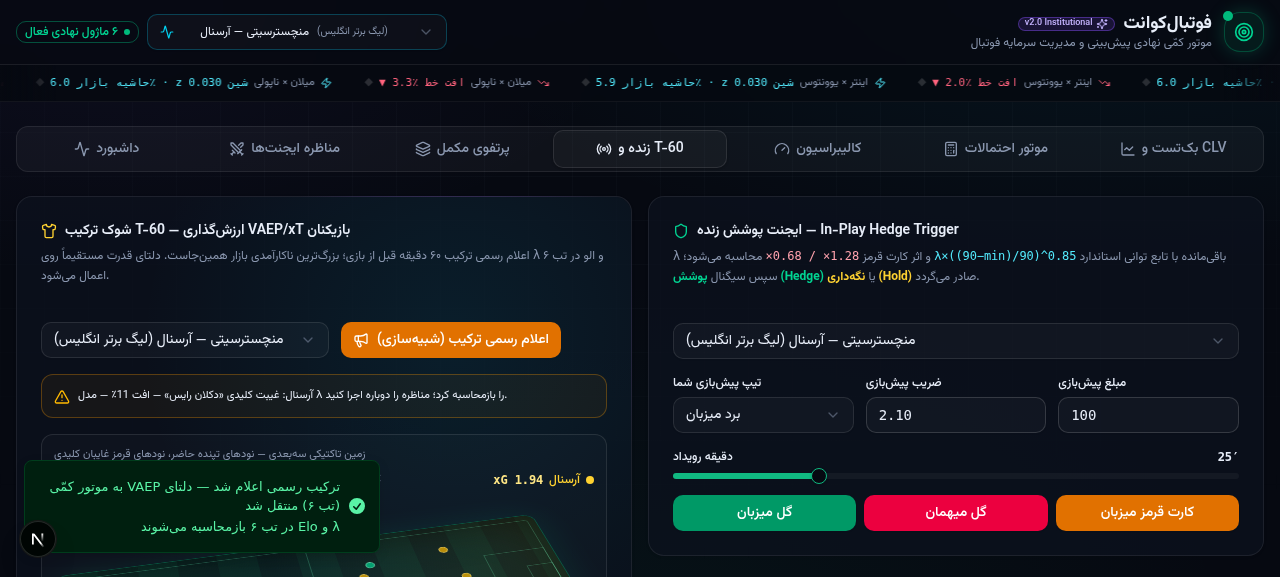 فوتبال‌کوانت v2.0 Institutional
موتور کمّی نهادی پیش‌بینی و مدیریت سرمایه فوتبال
منچسترسیتی — آرسنال (لیگ برتر انگلیس)
۶ ماژول نهادی فعال
حاشیه بازار 6.0٪
اینتر × یوونتوس افت خط 2.0٪ ▼
اینتر × یوونتوس شین z 0.030 · حاشیه بازار 5.9٪
میلان × ناپولی افت خط 3.3٪ ▼
میلان × ناپولی شین z 0.030 · حاشیه بازار 6.0٪
داشبورد
مناظره ایجنت‌ها
پرتفوی مکمل
زنده و T-60
کالیبراسیون
موتور احتمالات
بک‌تست و CLV
ایجنت پوشش زنده — In-Play Hedge Trigger
λ باقی‌مانده با تابع توانی استاندارد λ×((90−min)/90)^0.85 و اثر کارت قرمز ×0.68 / ×1.28 محاسبه می‌شود؛
سپس سیگنال پوشش (Hedge) یا نگه‌داری (Hold) صادر می‌گردد.
منچسترسیتی — آرسنال (لیگ برتر انگلیس)
تیپ پیش‌بازی شما
ضریب پیش‌بازی
مبلغ پیش‌بازی
برد میزبان
2.10
100
دقیقه رویداد
25′
گل میزبان
گل میهمان
کارت قرمز میزبان
شوک ترکیب T-60 — ارزش‌گذاری VAEP/xT بازیکنان
اعلام رسمی ترکیب ۶۰ دقیقه قبل از بازی؛ بزرگ‌ترین ناکارآمدی بازار همین‌جاست. دلتای قدرت مستقیماً روی λ و الو در تب ۶
اعمال می‌شود.
منچسترسیتی — آرسنال (لیگ برتر انگلیس)
اعلام رسمی ترکیب (شبیه‌سازی)
آرسنال: غیبت کلیدی «دکلان رایس» — افت 11٪ — مدل λ را بازمحاسبه کرد؛ مناظره را دوباره اجرا کنید.
زمین تاکتیکی سه‌بعدی — نودهای تپنده حاضر، نودهای قرمز غایبان کلیدی
آرسنال xG 1.94
ترکیب رسمی اعلام شد — دلتای VAEP به موتور کمّی
(تب ۶) منتقل شد
λ و Elo در تب ۶ بازمحاسبه می‌شوند
N